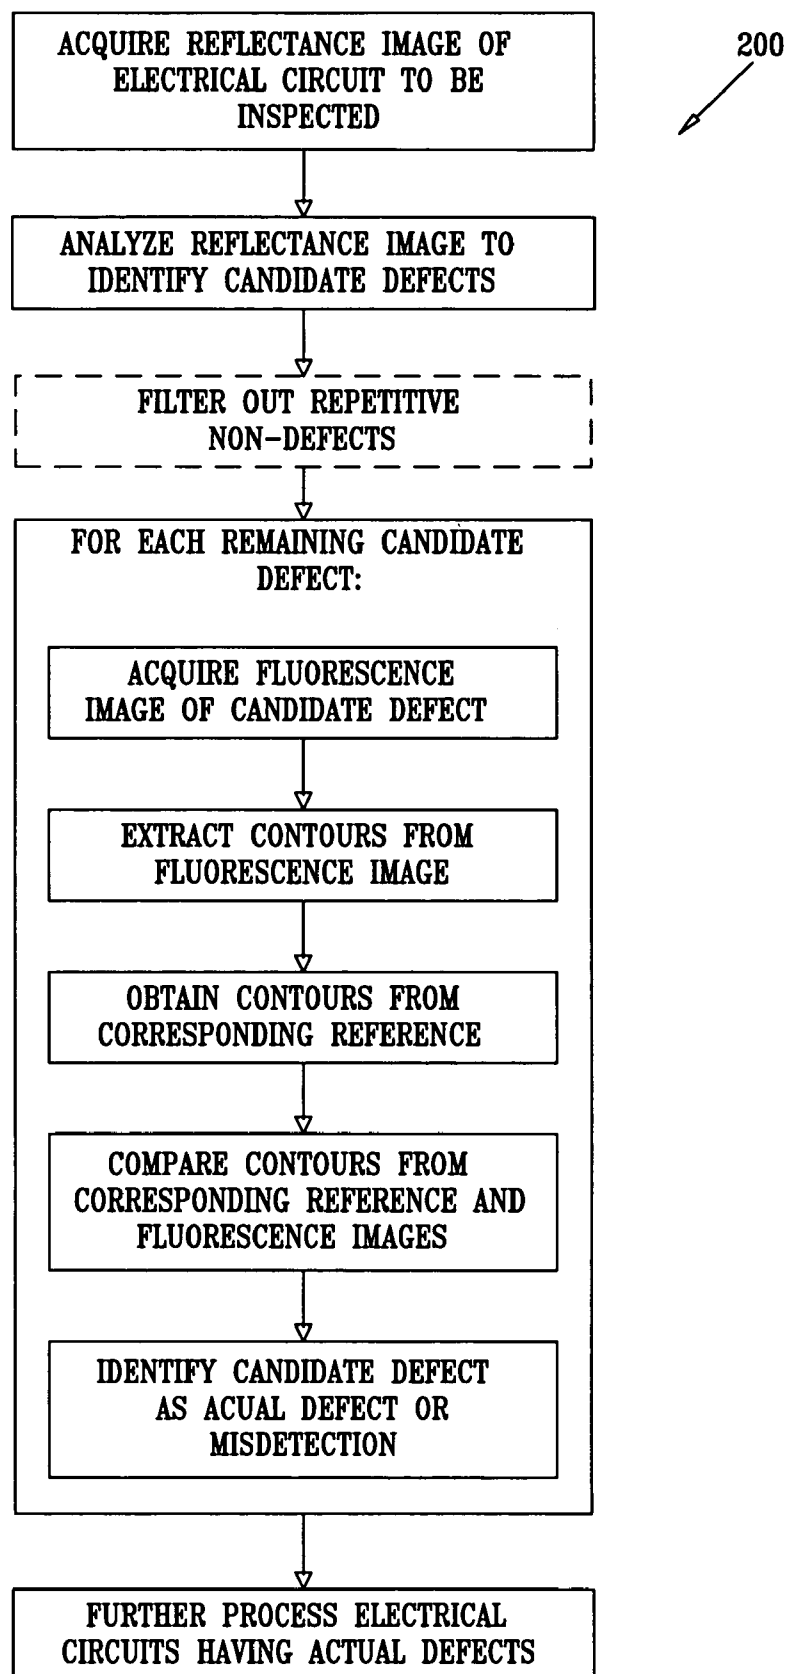 ACQUIRE REFLECTANCE IMAGE OF
ELECTRICAL CIRCUIT TO BE
INSPECTED
200
ANALYZE REFLECTANCE IMAGE TO
IDENTIFY CANDIDATE DEFECTS
FILTER OUT REPETITIVE
NON-DEFECTS
FOR EACH REMAINING CANDIDATE
DEFECT:
ACQUIRE FLUORESCENCE
IMAGE OF CANDIDATE DEFECT
EXTRACT CONTOURS FROM
FLUORESCENCE IMAGE
OBTAIN CONTOURS FROM
CORRESPONDING REFERENCE
COMPARE CONTOURS FROM
CORRESPONDING REFERENCE AND
FLUORESCENCE IMAGES
IDENTIFY CANDIDATE DEFECT
AS ACUAL DEFECT OR
MISDETECTION
FURTHER PROCESS ELECTRICAL
CIRCUITS HAVING ACTUAL DEFECTS